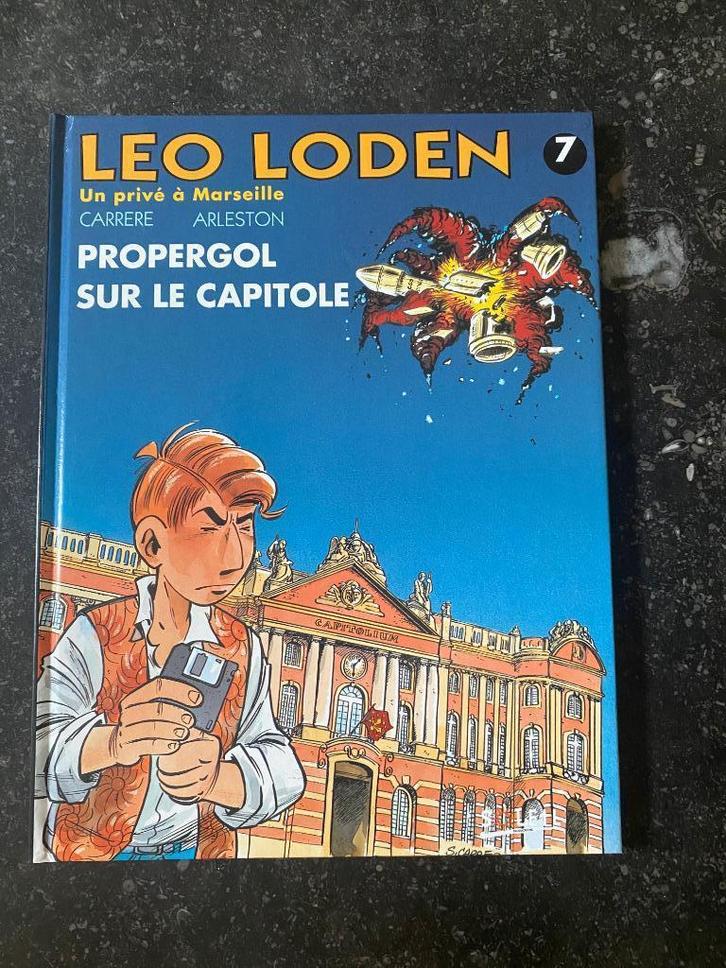 LEO LODEN
7
Un privé à Marseille
CARRERE ARLESTON
PROPERGOL
SUR LE CAPITOLE
CAPITOLIUM